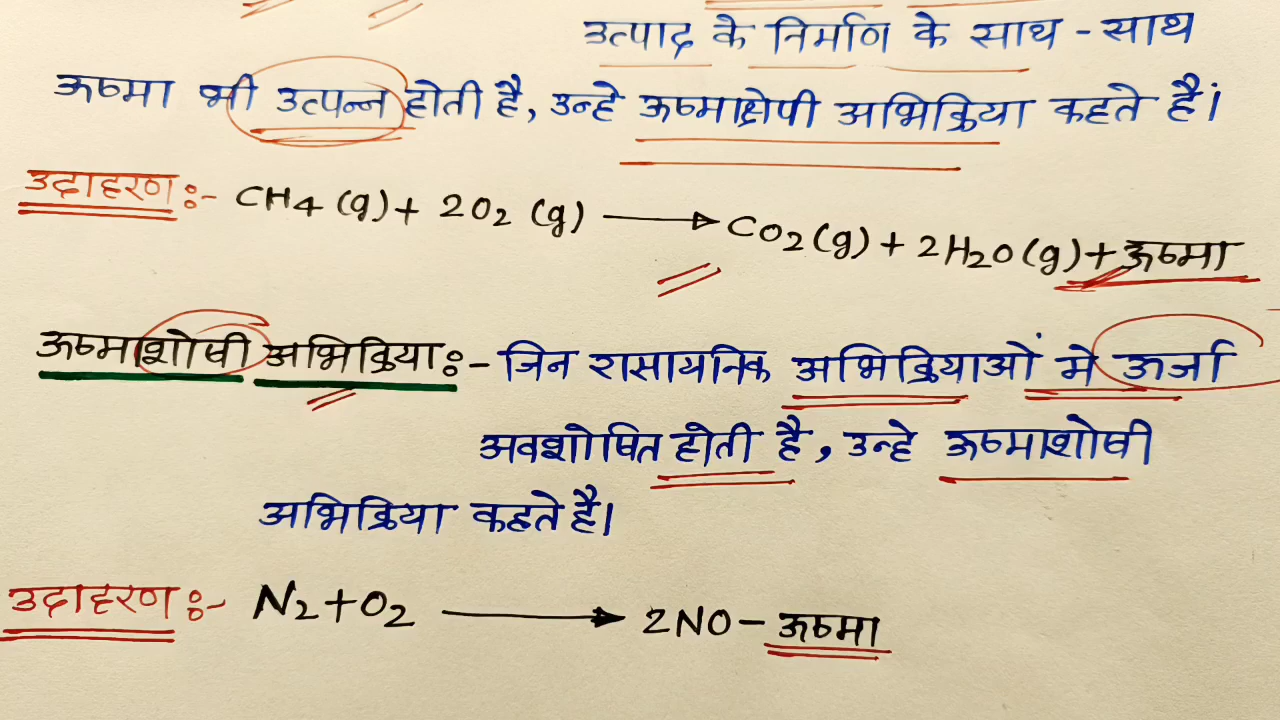 उत्पाद के निर्माण के साथ - साथ
ऊष्मा भी उत्पन्न होती है, उन्हे ऊष्माक्षेपी अभिक्रिया कहते है।
उदाहरण:- CH4 (g) + 2O2 (g) → CO2 (g) + 2H2O (g) + ऊष्मा
ऊष्माशोषी अभिक्रिया:- जिन रासायनिक अभिक्रियाओं मे ऊर्जा
अवशोषित होती है, उन्हे ऊष्माशोषी
अभिक्रिया कहते है।
उदाहरण:- N2+O2 → 2NO - ऊष्मा